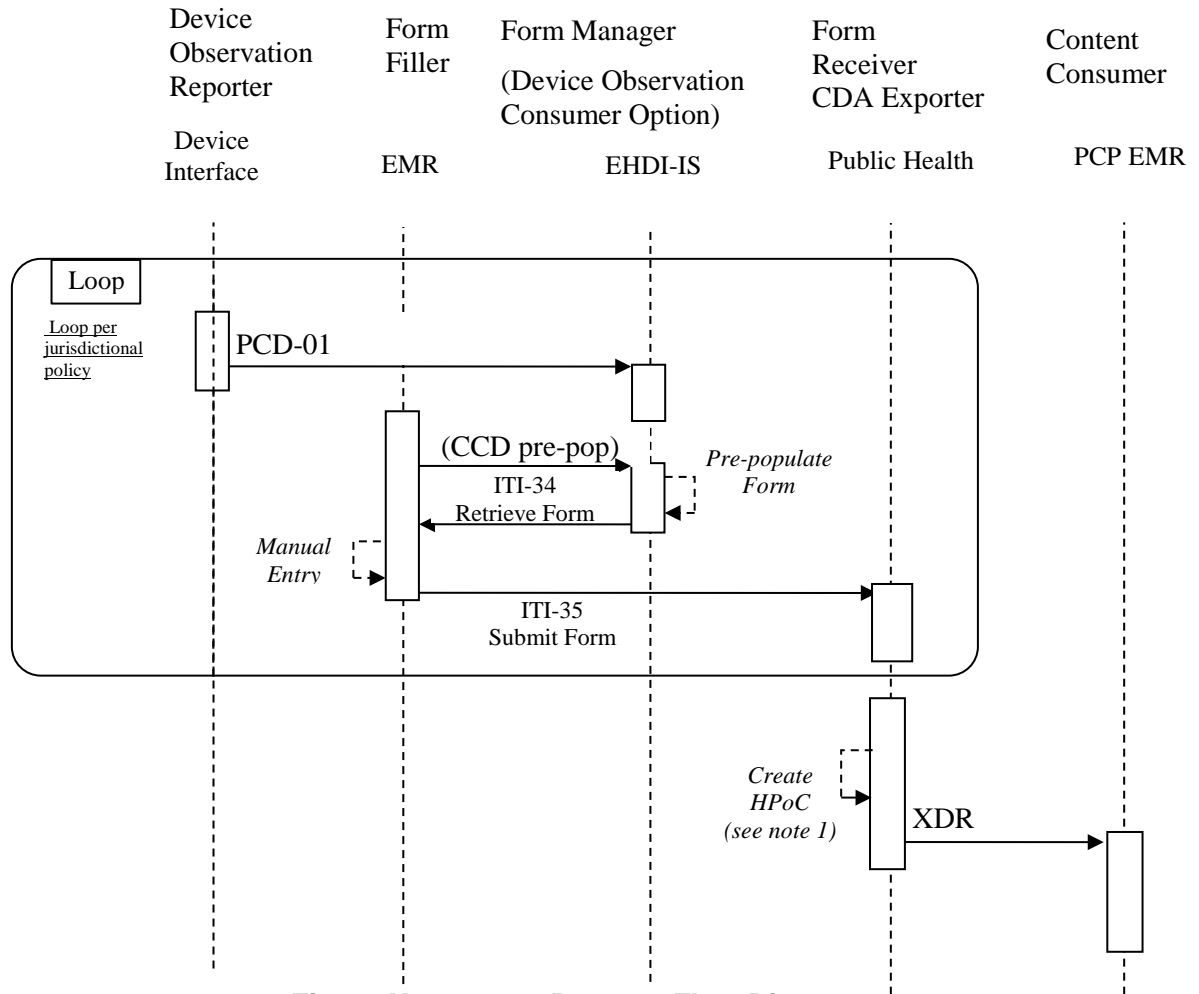 Device
Observation
Reporter
Device
Interface
Form
Filler
EMR
Form Manager
(Device Observation
Consumer Option)
EHDI-IS
Form
Receiver
CDA Exporter
Public Health
Content
Consumer
PCP EMR
Loop
Loop per
jurisdictional
policy
PCD-01
(CCD pre-pop)
ITI-34
Retrieve Form
Pre-populate
Form
Manual
Entry
ITI-35
Submit Form
Create
HPoC
(see note 1)
XDR